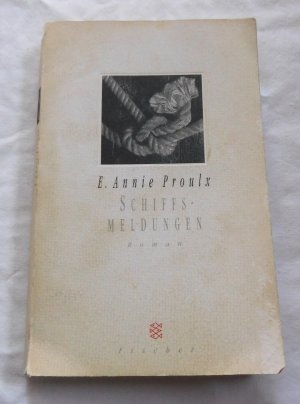 E. Annie Proulx
SCHIFFS-
MELDUNGEN
Roman
Fischer